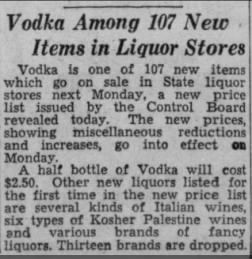 Vodka Among 107 New
Items in Liquor Stores
Vodka is one of 107 new items
which go on sale in State liquor
stores next Monday, a new price
list issued by the Control Board
revealed today. The new prices,
showing miscellaneous reductions
and increases, go into effect on
Monday.
A half bottle of Vodka will cost
$2.50. Other new liquors listed for
the first time in the new price list
are several kinds of Italian wines,
six types of Kosher Palestine wines
and various brands of fancy
liquors. Thirteen brands are dropped.